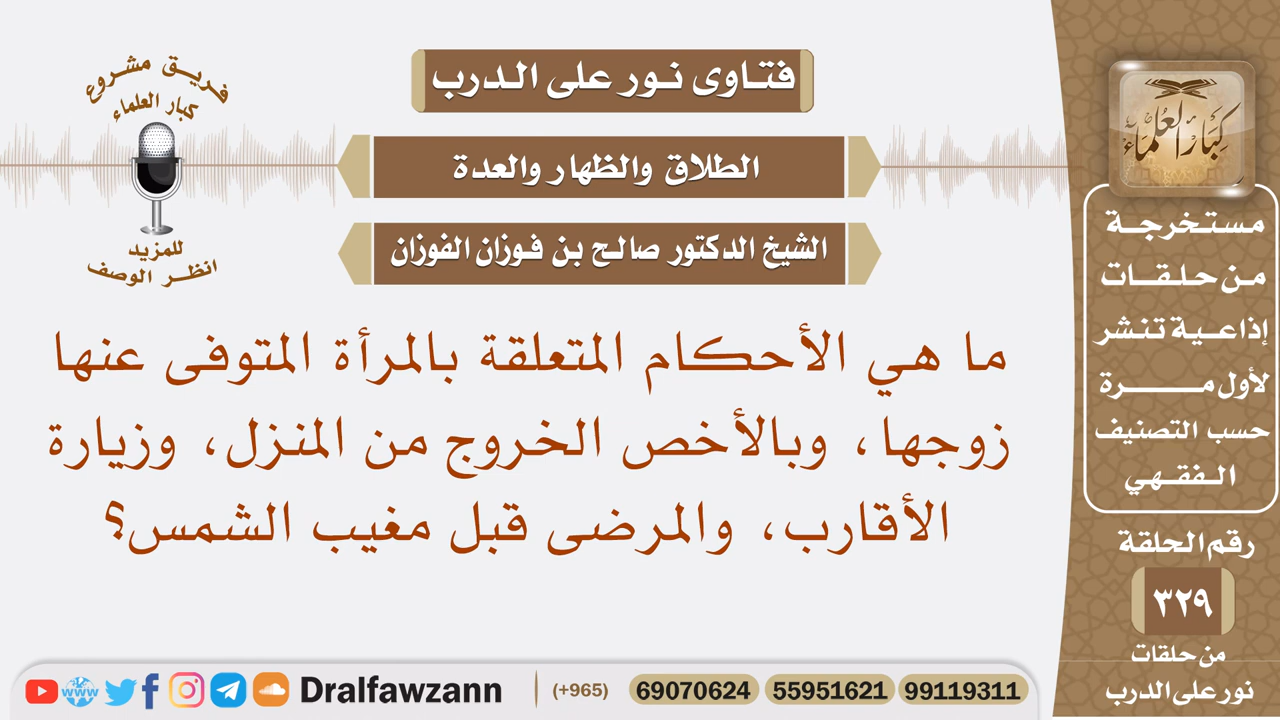 فتاوى نور على الدرب
الطلاق والظهار والعدة
الشيخ الدكتور صالح بن فوزان الفوزان
ما هي الأحكام المتعلقة بالمرأة المتوفى عنها
زوجها، وبالأخص الخروج من المنزل، وزيارة
الأقارب، والمرضى قبل مغيب الشمس؟
فريق مشروع
كبار العلماء
للمزيد
انظر الوصف
كبار العلماء
مستخرجة
من حلقات
إذاعية تنشر
لأول مرة
حسب التصنيف
الفقهي
رقم الحلقة
٣٢٩
من حلقات
نور على الدرب
www Dralfawzann (+965) 69070624 55951621 99119311